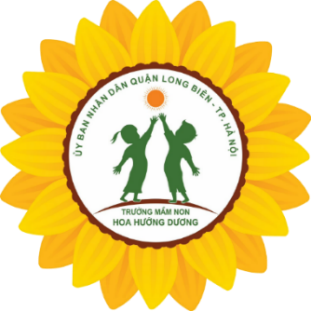 ỦY BAN NHÂN DÂN QUẬN LONG BIÊN - TP. HÀ NỘI
TRƯỜNG MẦM NON
HOA HƯỚNG DƯƠNG